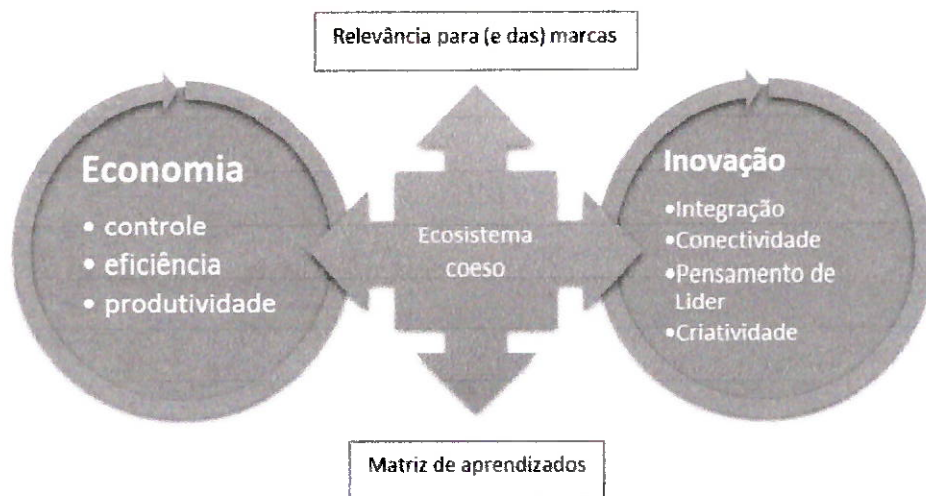 Relevância para (e das) marcas
Economia
• controle
• eficiência
• produtividade
Ecosistema
coeso
Inovação
•Integração
•Conectividade
•Pensamento de
Lider
•Criatividade
Matriz de aprendizados